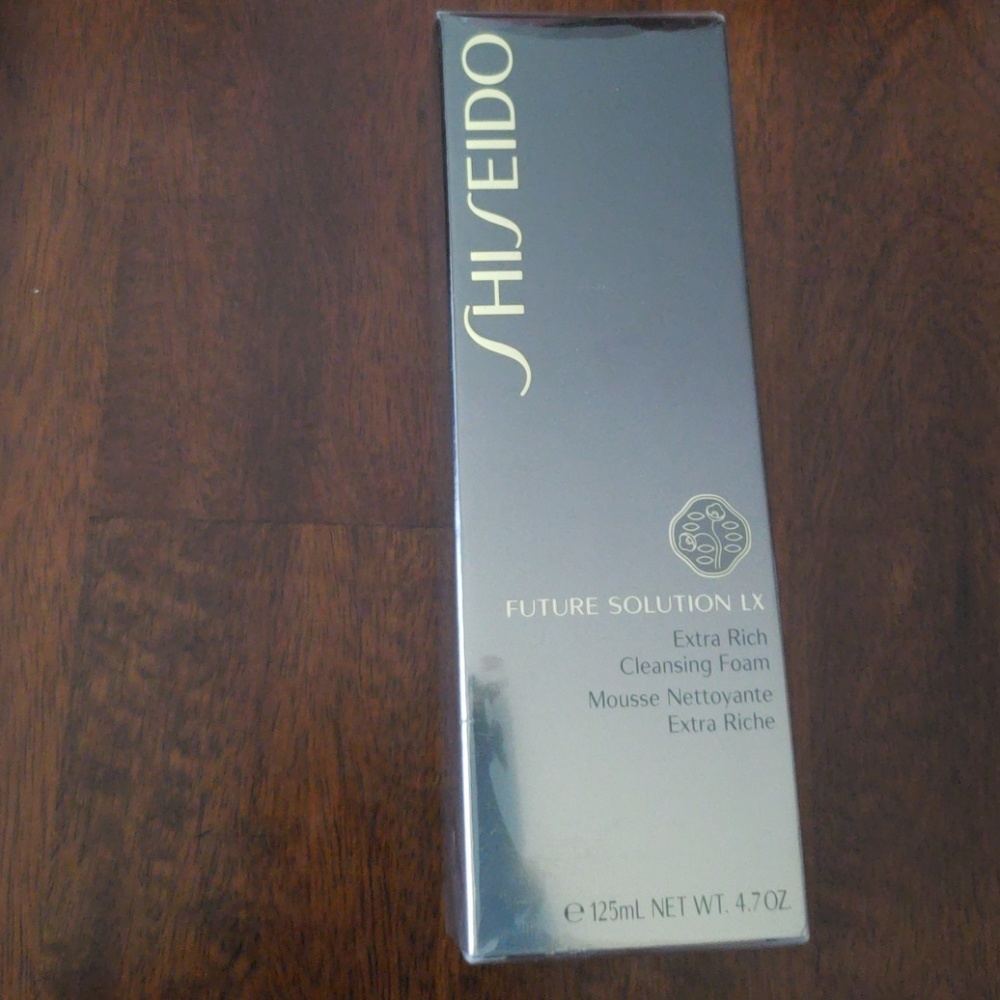 SHISEIDO
FUTURE SOLUTION LX
Extra Rich
Cleansing Foam
Mousse Nettoyante
Extra Riche
℮ 125mL NET WT. 4.7 OZ.